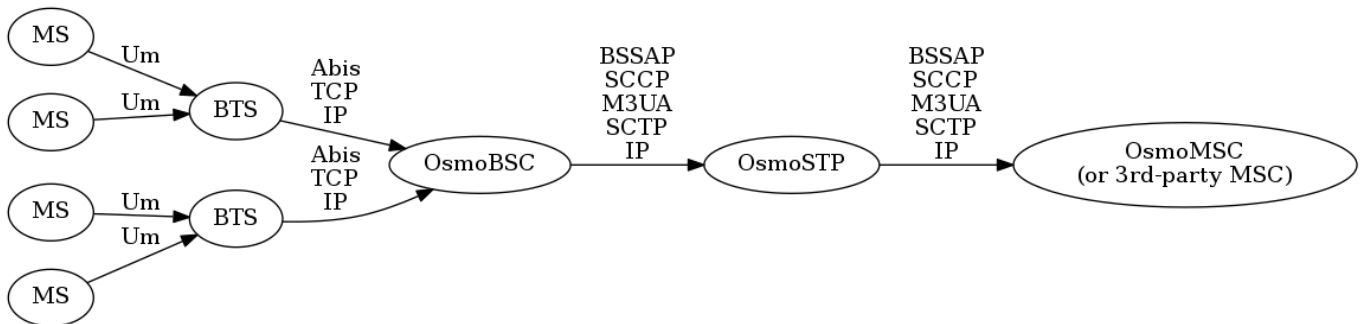 MS
Um
MS
Um
BTS
Abis
TCP
IP
MS
Um
MS
Um
BTS
Abis
TCP
IP
OsmoBSC
BSSAP
SCCP
M3UA
SCTP
IP
OsmoSTP
BSSAP
SCCP
M3UA
SCTP
IP
OsmoMSC
(or 3rd-party MSC)